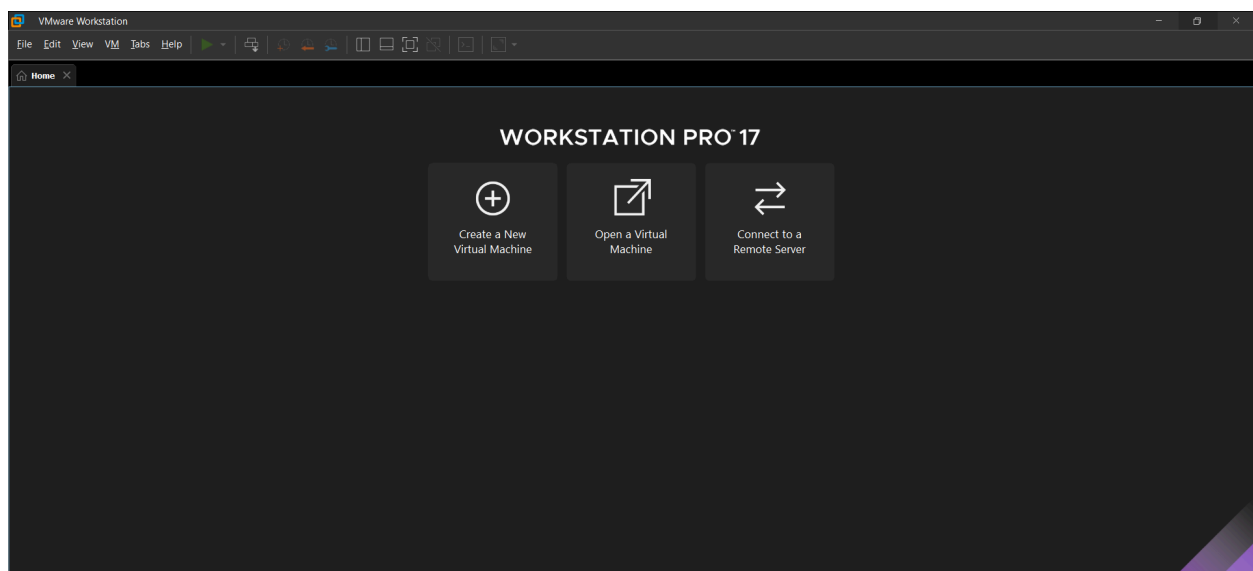 VMware Workstation
File Edit View VM Tabs Help
Home
WORKSTATION PRO™ 17
Create a New
Virtual Machine
Open a Virtual
Machine
Connect to a
Remote Server